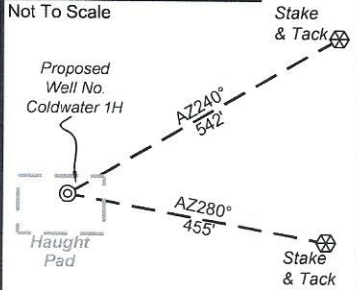 Not To Scale
Stake
& Tack
Proposed
Well No.
Coldwater 1H
AZ240°
542'
AZ280°
455'
Haught
Pad
Stake
& Tack